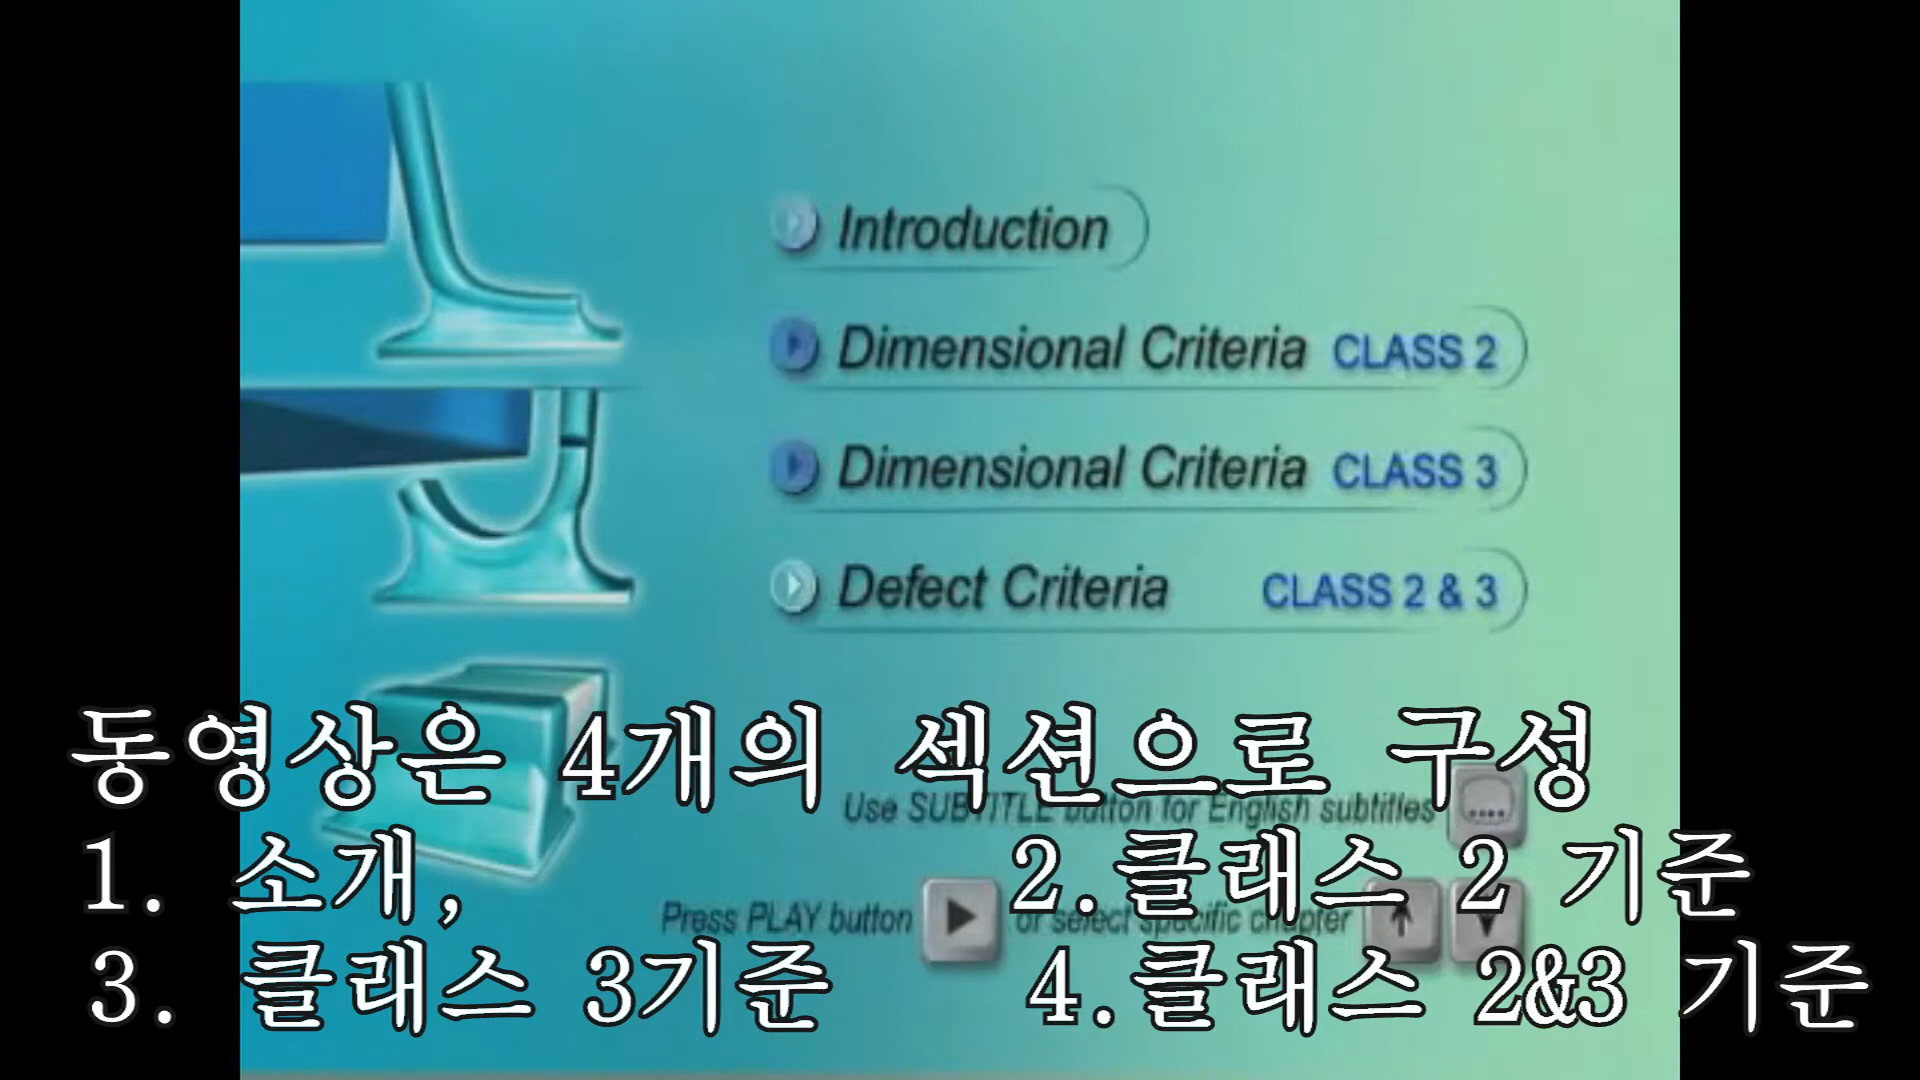 Introduction
Dimensional Criteria CLASS 2
Dimensional Criteria CLASS 3
Defect Criteria CLASS 2 & 3
동영상은 4개의 섹션으로 구성
Use SUBTITLE button for English subtitles
1. 소개, 2.클래스 2 기준
Press PLAY button or select specific chapter
3. 클래스 3기준 4.클래스 2&3 기준